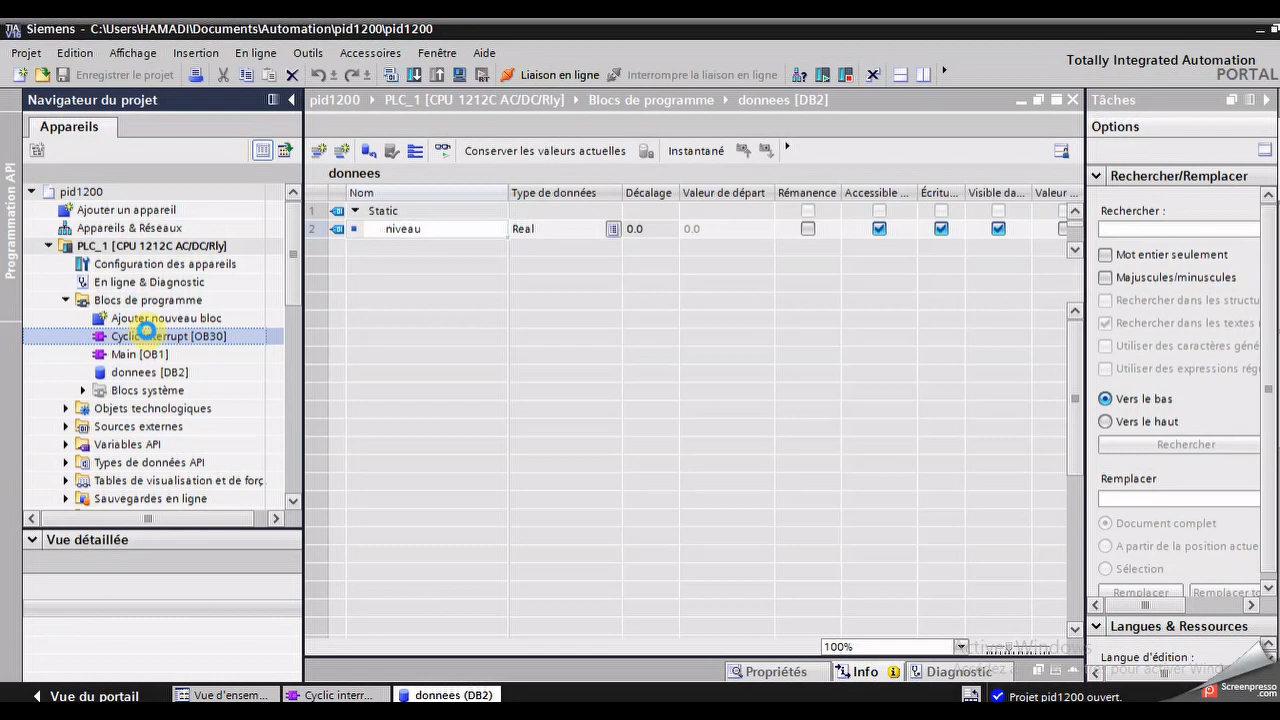 TIA
V16
Siemens - C:\Users\HAMADI\Documents\Automation\pid1200\pid1200
Projet Edition Affichage Insertion En ligne Outils Accessoires Fenêtre Aide
Totally Integrated Automation
PORTAL
Enregistrer le projet
Liaison en ligne
Interrompre la liaison en ligne
Navigateur du projet
pid1200 PLC_1 [CPU 1212C AC/DC/Rly] Blocs de programme donnees [DB2]
Tâches
Appareils
Options
Programmation API
Conserver les valeurs actuelles
Instantané
donnees
Nom Type de données Décalage Valeur de départ Rémanence Accessible ... Écritu... Visible da... Valeur ...
1 Static
2 niveau Real 0.0 0.0
pid1200
Ajouter un appareil
Appareils & Réseaux
PLC_1 [CPU 1212C AC/DC/Rly]
Configuration des appareils
En ligne & Diagnostic
Blocs de programme
Ajouter nouveau bloc
Cyclic interrupt [OB30]
Main [OB1]
donnees [DB2]
Blocs système
Objets technologiques
Sources externes
Variables API
Types de données API
Tables de visualisation et de forç
Sauvegardes en ligne
Vue détaillée
Rechercher/Remplacer
Rechercher :
Mot entier seulement
Majuscules/minuscules
Rechercher dans les structu
Rechercher dans les textes
Utiliser des caractères géné
Utiliser des expressions rég
Vers le bas
Vers le haut
Rechercher
Remplacer
Document complet
A partir de la position actue
Sélection
Remplacer Remplacer to
Langues & Ressources
Langue d'édition :
100%
Propriétés Info Diagnostic
Vue du portail
Vue d'ensem...
Cyclic interr...
donnees (DB2)
Projet pid1200 ouvert.
Screenpresso
.com